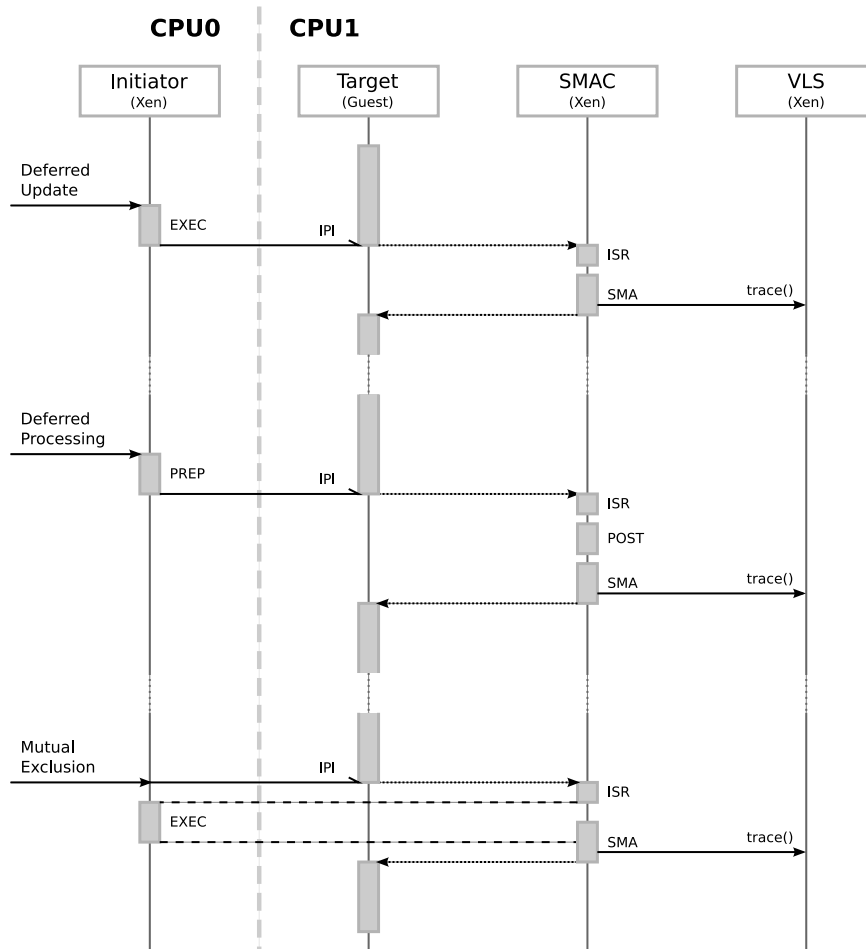 CPU0
CPU1
Initiator
(Xen)
Target
(Guest)
SMAC
(Xen)
VLS
(Xen)
Deferred
Update
EXEC
IPI
ISR
SMA
trace()
Deferred
Processing
PREP
IPI
ISR
POST
SMA
trace()
Mutual
Exclusion
IPI
ISR
EXEC
SMA
trace()